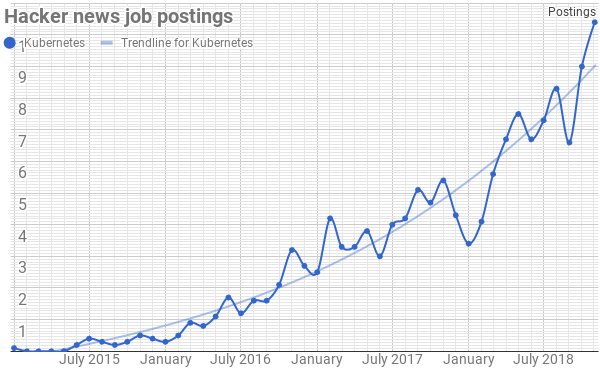 Hacker news job postings
Postings
Kubernetes
Trendline for Kubernetes
9
8
7
6
5
4
3
2
1
July 2015 January July 2016 January July 2017 January July 2018